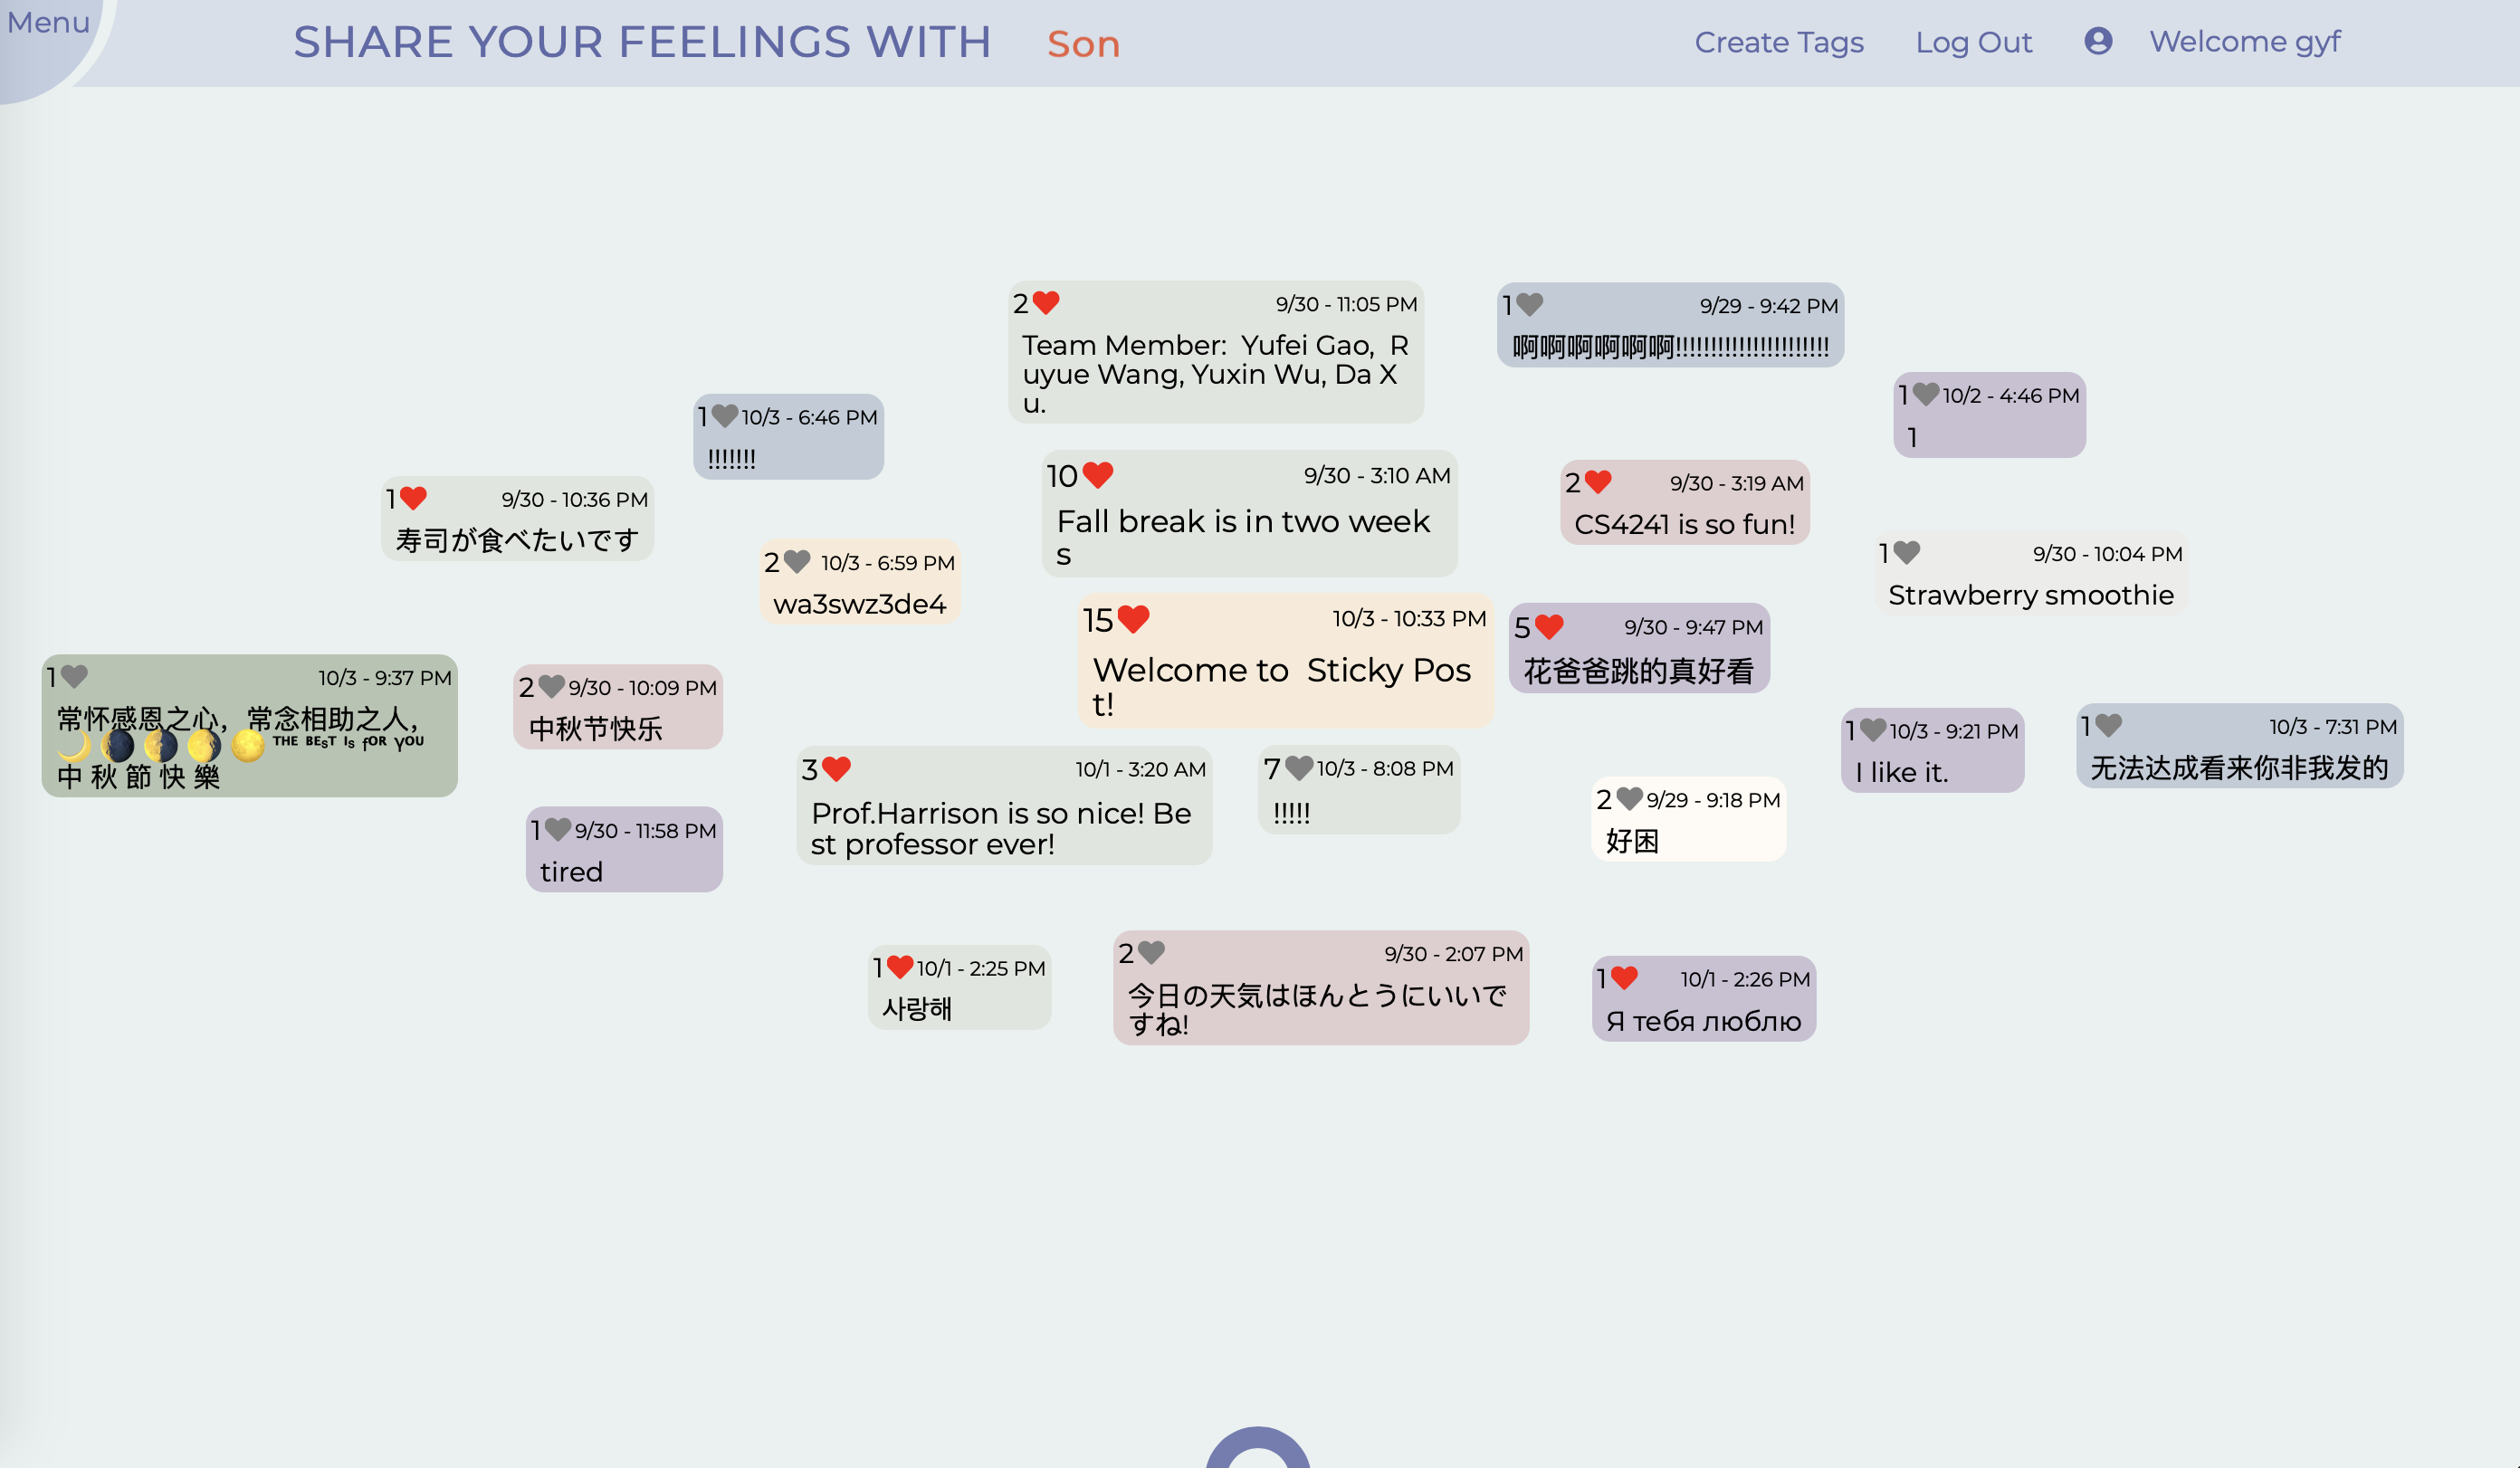 Menu
SHARE YOUR FEELINGS WITH Son
Create Tags
Log Out
Welcome gyf
2 9/30 - 11:05 PM
Team Member:  Yufei Gao,  R
uyue Wang, Yuxin Wu, Da X
u.
1 9/29 - 9:42 PM
啊啊啊啊啊啊!!!!!!!!!!!!!!!!!!!!!!
1 10/2 - 4:46 PM
1
1 10/3 - 6:46 PM
!!!!!!!
10 9/30 - 3:10 AM
Fall break is in two week
s
2 9/30 - 3:19 AM
CS4241 is so fun!
1 9/30 - 10:36 PM
寿司が食べたいです
2 10/3 - 6:59 PM
wa3swz3de4
1 9/30 - 10:04 PM
Strawberry smoothie
15 10/3 - 10:33 PM
Welcome to  Sticky Pos
t!
5 9/30 - 9:47 PM
花爸爸跳的真好看
1 10/3 - 9:37 PM
常怀感恩之心，常念相助之人，
🌙🌘🌗🌖🌕 ᵀᴴᴱ ᴮᴱsᵀ ᴵs fᴼᴿ ᵞᴼᵁ
中 秋 節 快 樂
2 9/30 - 10:09 PM
中秋节快乐
1 10/3 - 9:21 PM
I like it.
1 10/3 - 7:31 PM
无法达成看来你非我发的
3 10/1 - 3:20 AM
Prof.Harrison is so nice! Be
st professor ever!
7 10/3 - 8:08 PM
!!!!!
2 9/29 - 9:18 PM
好困
1 9/30 - 11:58 PM
tired
1 10/1 - 2:25 PM
사랑해
2 9/30 - 2:07 PM
今日の天気はほんとうにいいで
すね!
1 10/1 - 2:26 PM
Я тебя люблю